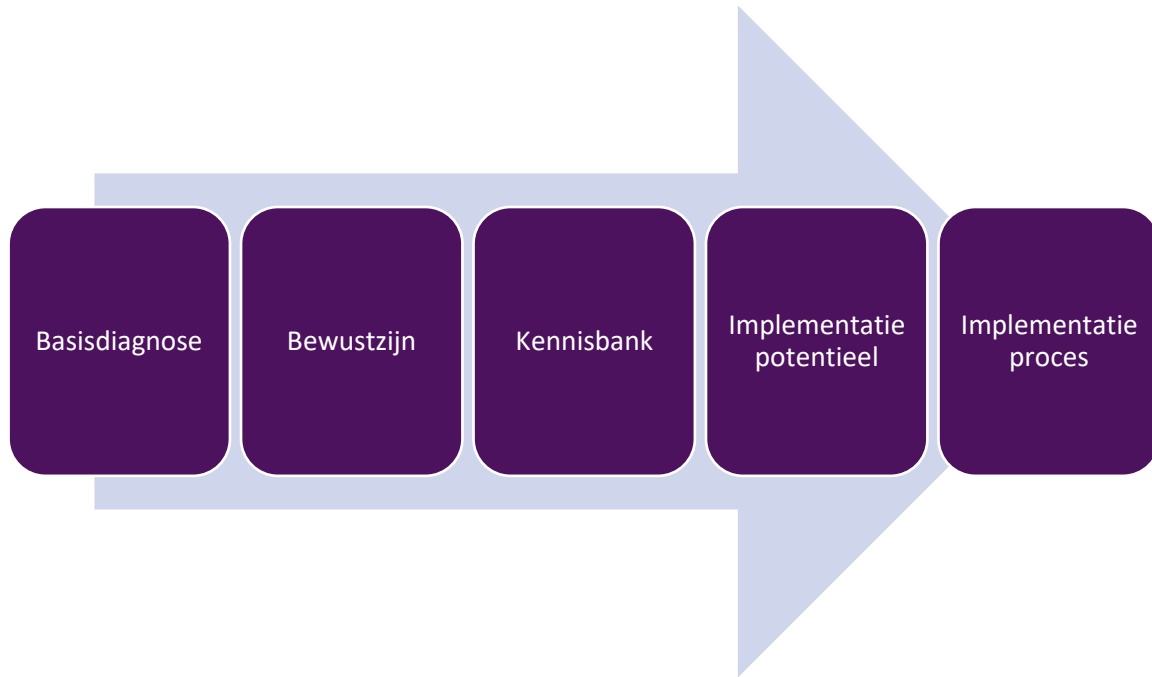 Basisdiagnose
Bewustzijn
Kennisbank
Implementatie
potentieel
Implementatie
proces